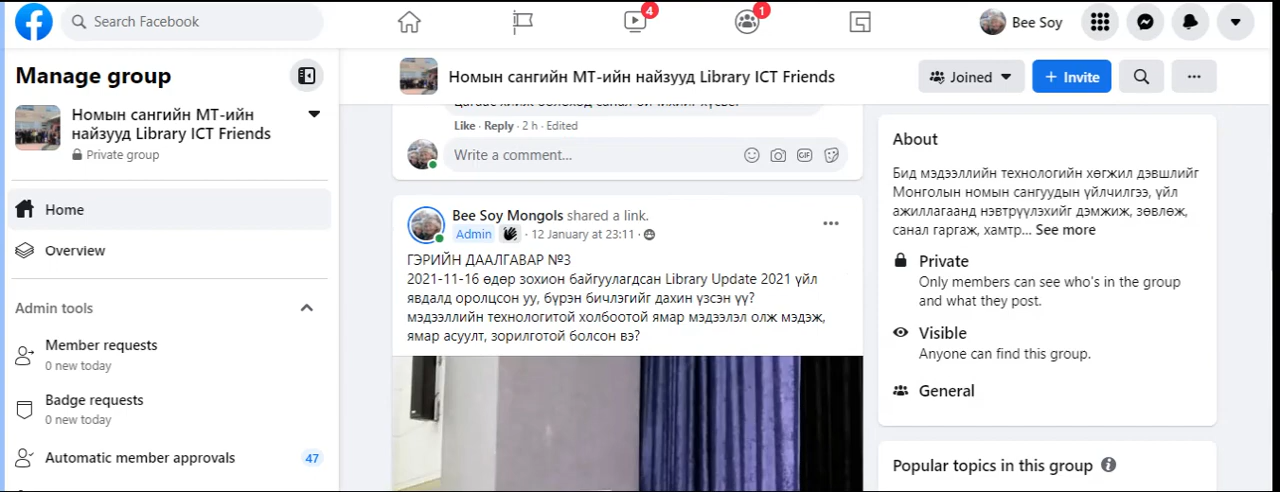 Search Facebook
4
1
Bee Soy
Manage group
Номын сангийн МТ-ийн
найзууд Library ICT Friends
Private group
Home
Overview
Admin tools
Member requests
0 new today
Badge requests
0 new today
Automatic member approvals
47
Номын сангийн МТ-ийн найзууд Library ICT Friends
Joined
+ Invite
Like · Reply · 2 h · Edited
Write a comment...
GIF
Bee Soy Mongols shared a link.
Admin · 12 January at 23:11 ·
ГЭРИЙН ДААЛГАВАР №3
2021-11-16 өдөр зохион байгуулагдсан Library Update 2021 үйл
явдалд оролцсон уу, бүрэн бичлэгийг дахин үзсэн үү?
мэдээллийн технологитой холбоотой ямар мэдээлэл олж мэдэж,
ямар асуулт, зорилготой болсон вэ?
About
Бид мэдээллийн технологийн хөгжил дэвшлийг
Монголын номын сангуудын үйлчилгээ, үйл
ажиллагаанд нэвтрүүлэхийг дэмжиж, зөвлөж,
санал гаргаж, хамтр... See more
Private
Only members can see who's in the group
and what they post.
Visible
Anyone can find this group.
General
Popular topics in this group